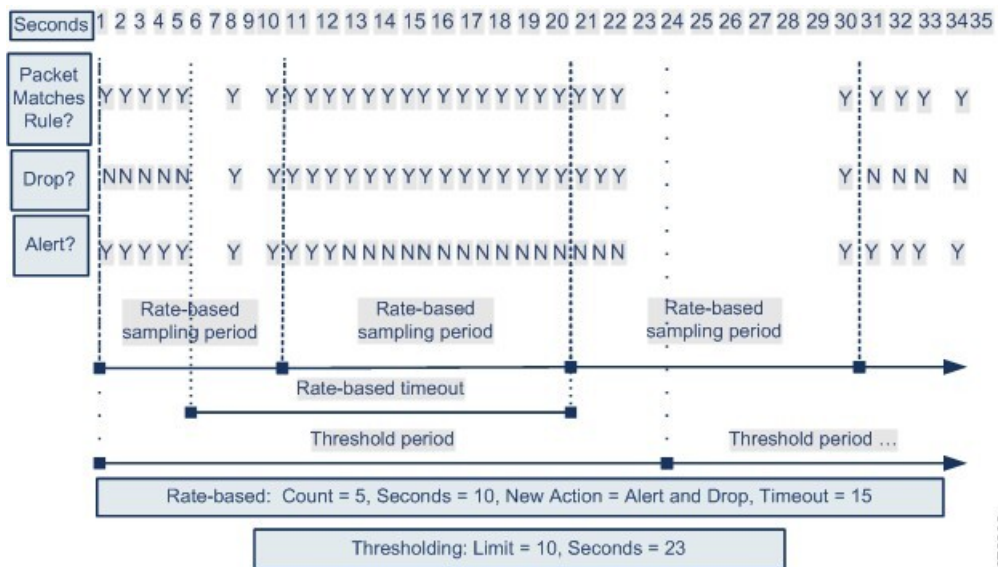 Seconds 1 2 3 4 5 6 7 8 9 10 11 12 13 14 15 16 17 18 19 20 21 22 23 24 25 26 27 28 29 30 31 32 33 34 35
Packet
Matches
Rule?
Y Y Y Y Y Y Y Y Y Y Y Y Y Y Y Y Y Y Y Y Y Y Y Y Y Y Y Y Y Y
Drop?
N N N N N Y Y Y Y Y Y Y Y Y Y Y Y Y Y Y Y Y Y Y Y Y N N N N
Alert?
Y Y Y Y Y Y Y Y Y Y N N N N N N N N N N N N N N N Y Y Y Y Y
Rate-based
sampling period
Rate-based
sampling period
Rate-based
sampling period
Rate-based timeout
Threshold period
Threshold period ...
Rate-based: Count = 5, Seconds = 10, New Action = Alert and Drop, Timeout = 15
Thresholding: Limit = 10, Seconds = 23